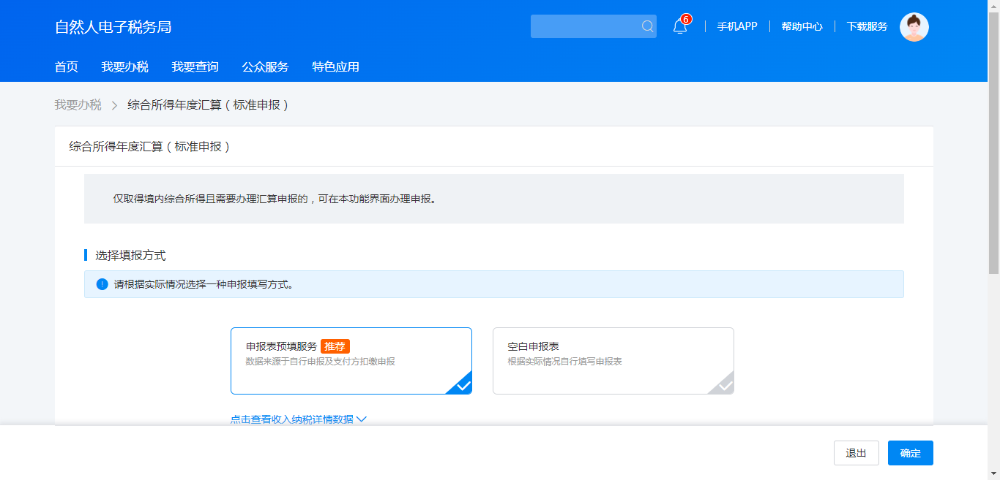 自然人电子税务局
6
手机APP
帮助中心
下载服务
首页
我要办税
我要查询
公众服务
特色应用
我要办税 > 综合所得年度汇算（标准申报）
综合所得年度汇算（标准申报）
仅取得境内综合所得且需要办理汇算申报的，可在本功能界面办理申报。
选择填报方式
请根据实际情况选择一种申报填写方式。
申报表预填服务 推荐
数据来源于自行申报及支付方扣缴申报
空白申报表
根据实际情况自行填写申报表
点击查看收入纳税详情数据
退出
确定